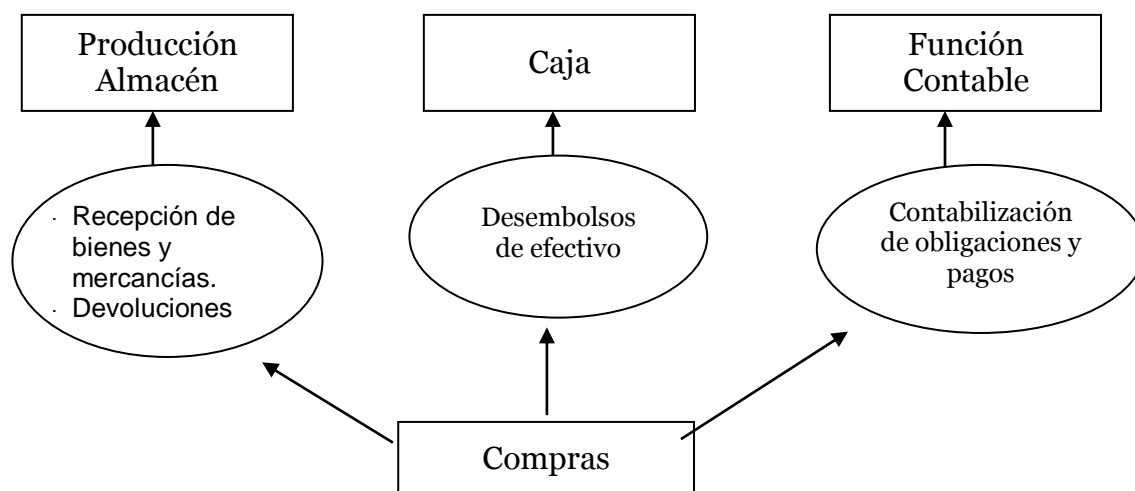 Producción
Almacén
Caja
Función
Contable
· Recepción de
bienes y
mercancías.
· Devoluciones
Desembolsos
de efectivo
Contabilización
de obligaciones y
pagos
Compras